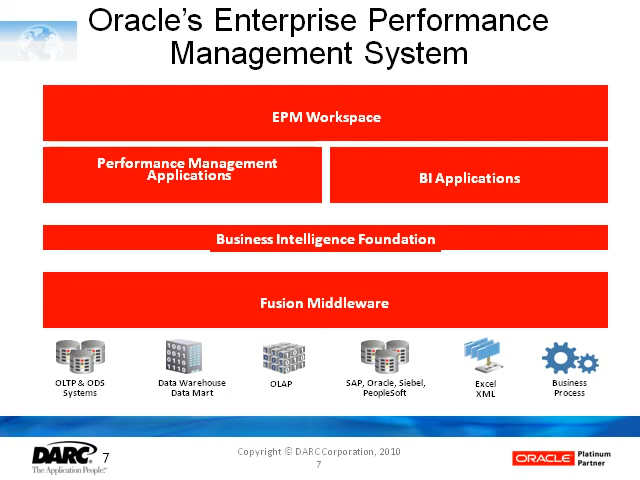 Oracle's Enterprise Performance
Management System
EPM Workspace
Performance Management
Applications
BI Applications
Business Intelligence Foundation
Fusion Middleware
OLTP & ODS
Systems
Data Warehouse
Data Mart
OLAP
SAP, Oracle, Siebel,
PeopleSoft
Excel
XML
Business
Process
DARC
The Application People
7
Copyright © DARC Corporation, 2010
7
ORACLE
Platinum
Partner